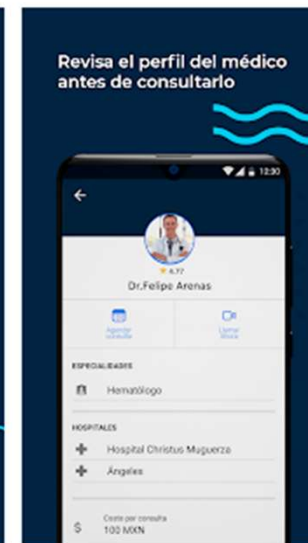 Revisa el perfil del médico
antes de consultarlo
12:30
4.77
Dr.Felipe Arenas
Agendar
consulta
Llamar
ahora
ESPECIALIDADES
Hematólogo
HOSPITALES
Hospital Christus Muguerza
Ángeles
Costo por consulta
$ 100 MXN